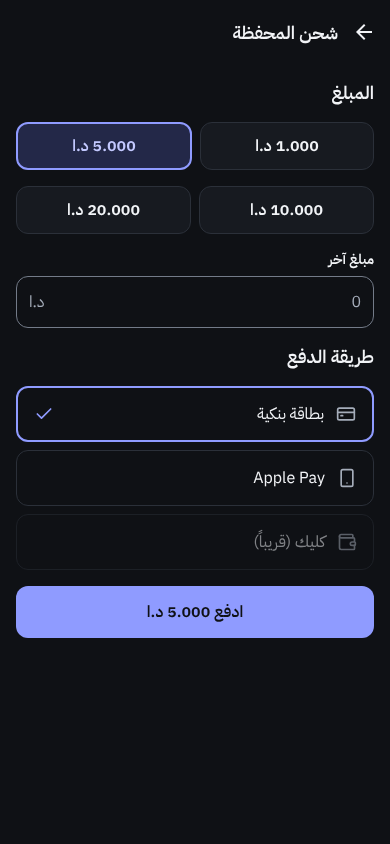 شحن المحفظة
المبلغ
1.000 د.ا
5.000 د.ا
10.000 د.ا
20.000 د.ا
مبلغ آخر
0 د.ا
طريقة الدفع
بطاقة بنكية
Apple Pay
كليك (قريباً)
ادفع 5.000 د.ا